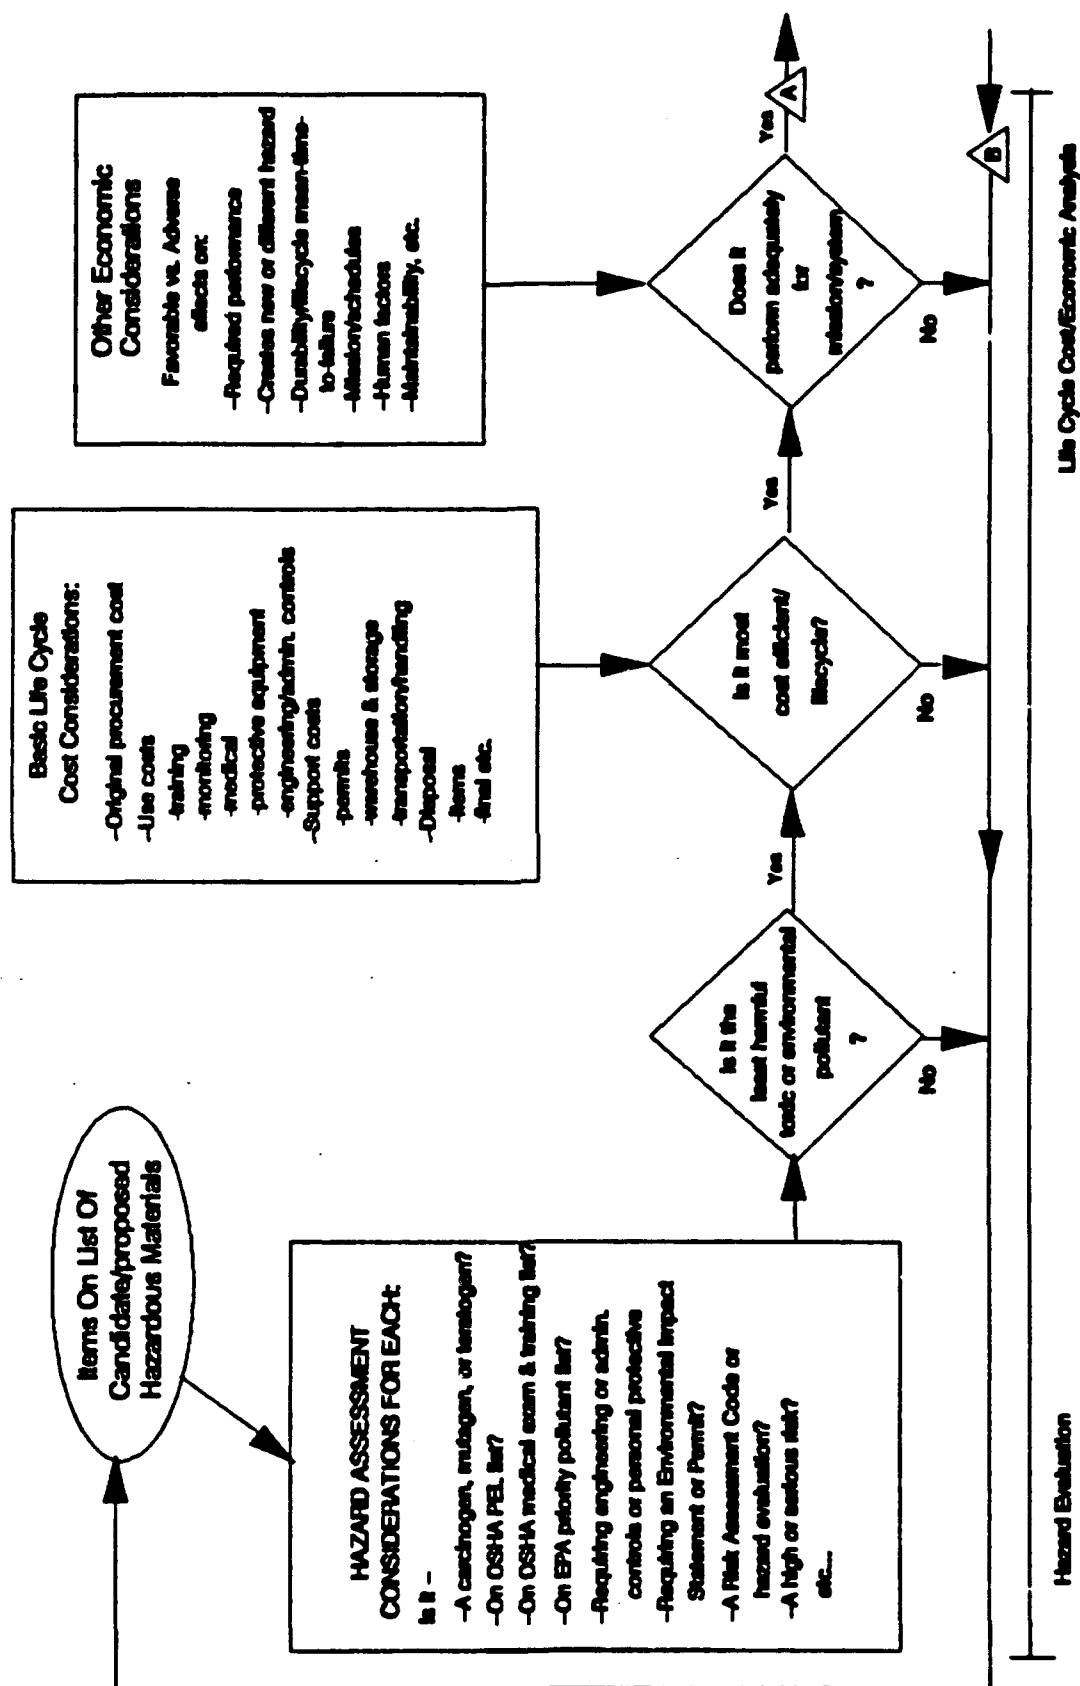 Items On List Of
Candidate/proposed
Hazardous Materials
HAZARD ASSESSMENT
CONSIDERATIONS FOR EACH:
Is it –
--A carcinogen, mutagen, or teratogen?
--On OSHA PEL list?
--On OSHA medical exam & training list?
--On EPA priority pollutant list?
--Requiring engineering or admin.
controls or personal protective
--Requiring an Environmental Impact
Statement or Permit?
--A Risk Assessment Code or
hazard evaluation?
--A high or serious risk?
etc...
Is it the
least harmful
toxic or environmental
pollutant
?
Yes
No
Basic Life Cycle
Cost Considerations:
--Original procurement cost
--Use costs
-training
-monitoring
-medical
-protective equipment
-engineering/admin. controls
--Support costs
-permits
-warehouse & storage
-transportation/handling
--Disposal
-items
-final etc.
Is it most
cost efficient/
lifecycle?
Yes
No
Other Economic
Considerations
Favorable vs. Adverse
effects on:
--Required performance
--Creates new or different hazard
--Durability/lifecycle mean-time-
to-failure
--Mission/schedules
--Human factors
--Maintainability, etc.
Does it
perform adequately
for
mission/system
?
Yes
A
No
B
Hazard Evaluation
Life Cycle Cost/Economic Analysis